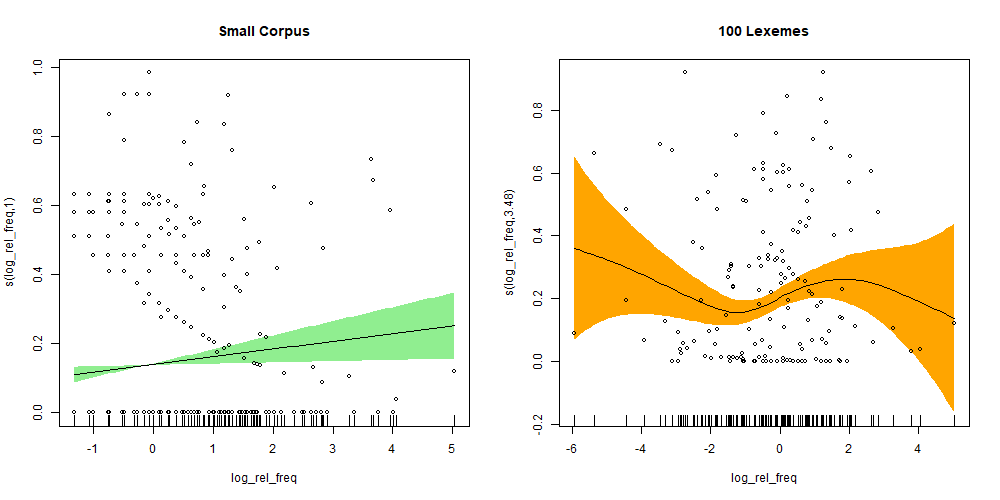 Small Corpus
s(log_rel_freq,1)
1.0
0.8
0.6
0.4
0.2
0.0
-1 0 1 2 3 4 5
log_rel_freq
100 Lexemes
s(log_rel_freq,3.48)
0.8
0.6
0.4
0.2
0.0
-0.2
-6 -4 -2 0 2 4
log_rel_freq